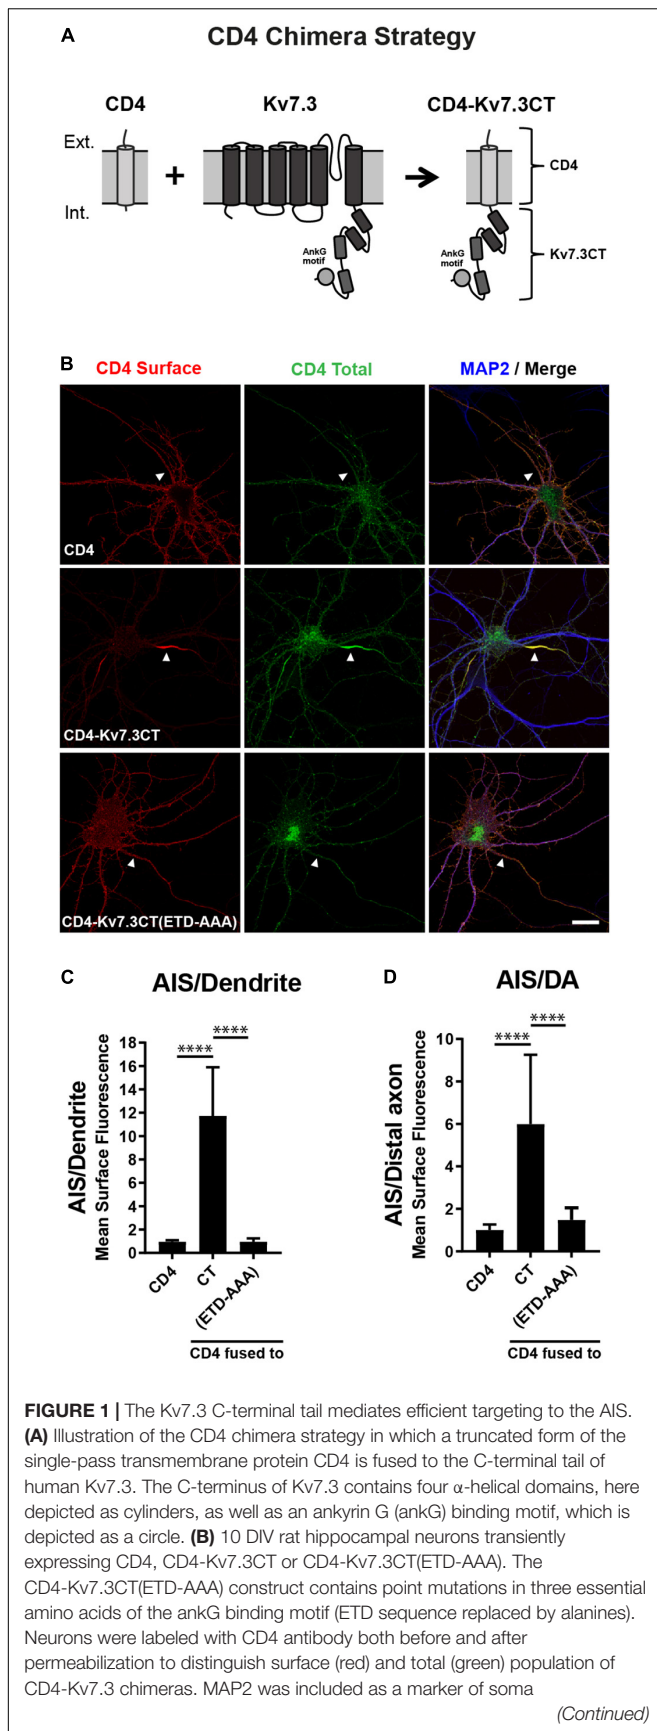 A
CD4 Chimera Strategy
CD4
Kv7.3
CD4-Kv7.3CT
Ext.
Int.
+
AnkG
motif
AnkG
motif
CD4
Kv7.3CT
B
CD4 Surface
CD4 Total
MAP2 / Merge
CD4
CD4-Kv7.3CT
CD4-Kv7.3CT(ETD-AAA)
C
AIS/Dendrite
AIS/Dendrite
Mean Surface Fluorescence
18
16
14
12
10
8
6
4
2
0
****
****
CD4
CT
(ETD-AAA)
CD4 fused to
D
AIS/DA
AIS/Distal axon
Mean Surface Fluorescence
10
8
6
4
2
0
****
****
CD4
CT
(ETD-AAA)
CD4 fused to
FIGURE 1 | The Kv7.3 C-terminal tail mediates efficient targeting to the AIS.
(A) Illustration of the CD4 chimera strategy in which a truncated form of the
single-pass transmembrane protein CD4 is fused to the C-terminal tail of
human Kv7.3. The C-terminus of Kv7.3 contains four α-helical domains, here
depicted as cylinders, as well as an ankyrin G (ankG) binding motif, which is
depicted as a circle. (B) 10 DIV rat hippocampal neurons transiently
expressing CD4, CD4-Kv7.3CT or CD4-Kv7.3CT(ETD-AAA). The
CD4-Kv7.3CT(ETD-AAA) construct contains point mutations in three essential
amino acids of the ankG binding motif (ETD sequence replaced by alanines).
Neurons were labeled with CD4 antibody both before and after
permeabilization to distinguish surface (red) and total (green) population of
CD4-Kv7.3 chimeras. MAP2 was included as a marker of soma
(Continued)